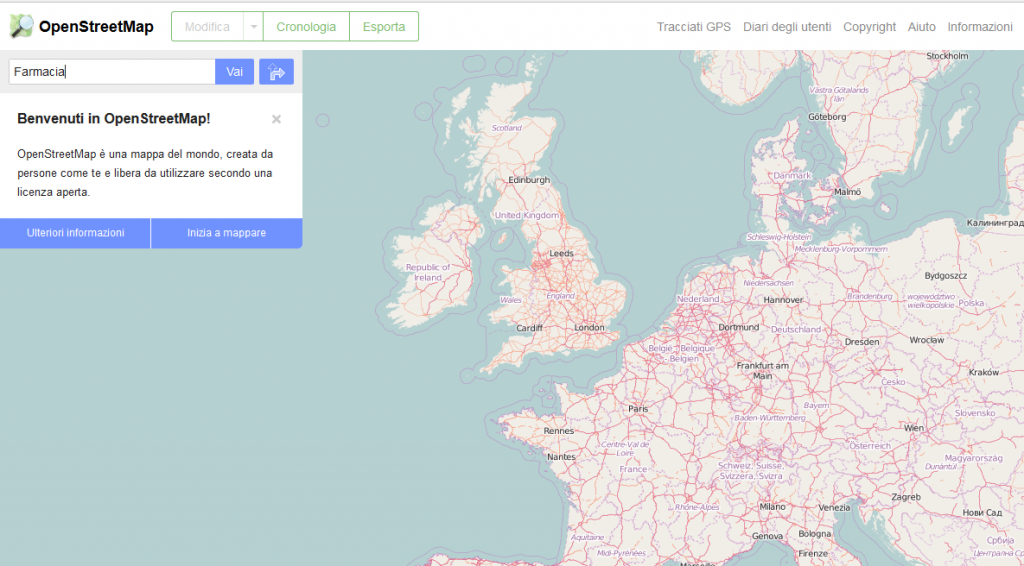 OpenStreetMap
Modifica
Cronologia
Esporta
Tracciati GPS
Diari degli utenti
Copyright
Aiuto
Informazioni
Farmacia
Vai
Benvenuti in OpenStreetMap!
×
OpenStreetMap è una mappa del mondo, creata da
persone come te e libera da utilizzare secondo una
licenza aperta.
Ulteriori informazioni
Inizia a mappare
Stockholm
Västra Götalands
län
Göteborg
Scotland
Edinburgh
Danmark
Malmö
United Kingdom
Калининград
Schleswig-Holstein
Mecklenburg-Vorpommern
Leeds
Republic of
Ireland
Bydgoszcz
Niedersachsen
Wales
England
Nederland
Hannover
Brandenburg
województwo
wielkopolskie
Polska
Cardiff
London
Dortmund
Deutschland
Dresden
Wrocław
België - Belgique
- Belgien
Frankfurt am
Main
Kraków
Česko
Paris
Bayern
Baden-Württemberg
Slovensko
Rennes
Wien
Centre-Val de
Loire
Österreich
Nantes
France
Schweiz, Suisse,
Svizzera, Svizra
Magyarország
Dunántúl
Zagreb
Rhône-Alpes
Milano
Venezia
Нови Сад
Genova
Bologna
Aquitaine
Србија
Midi-Pyrénées
Firenze